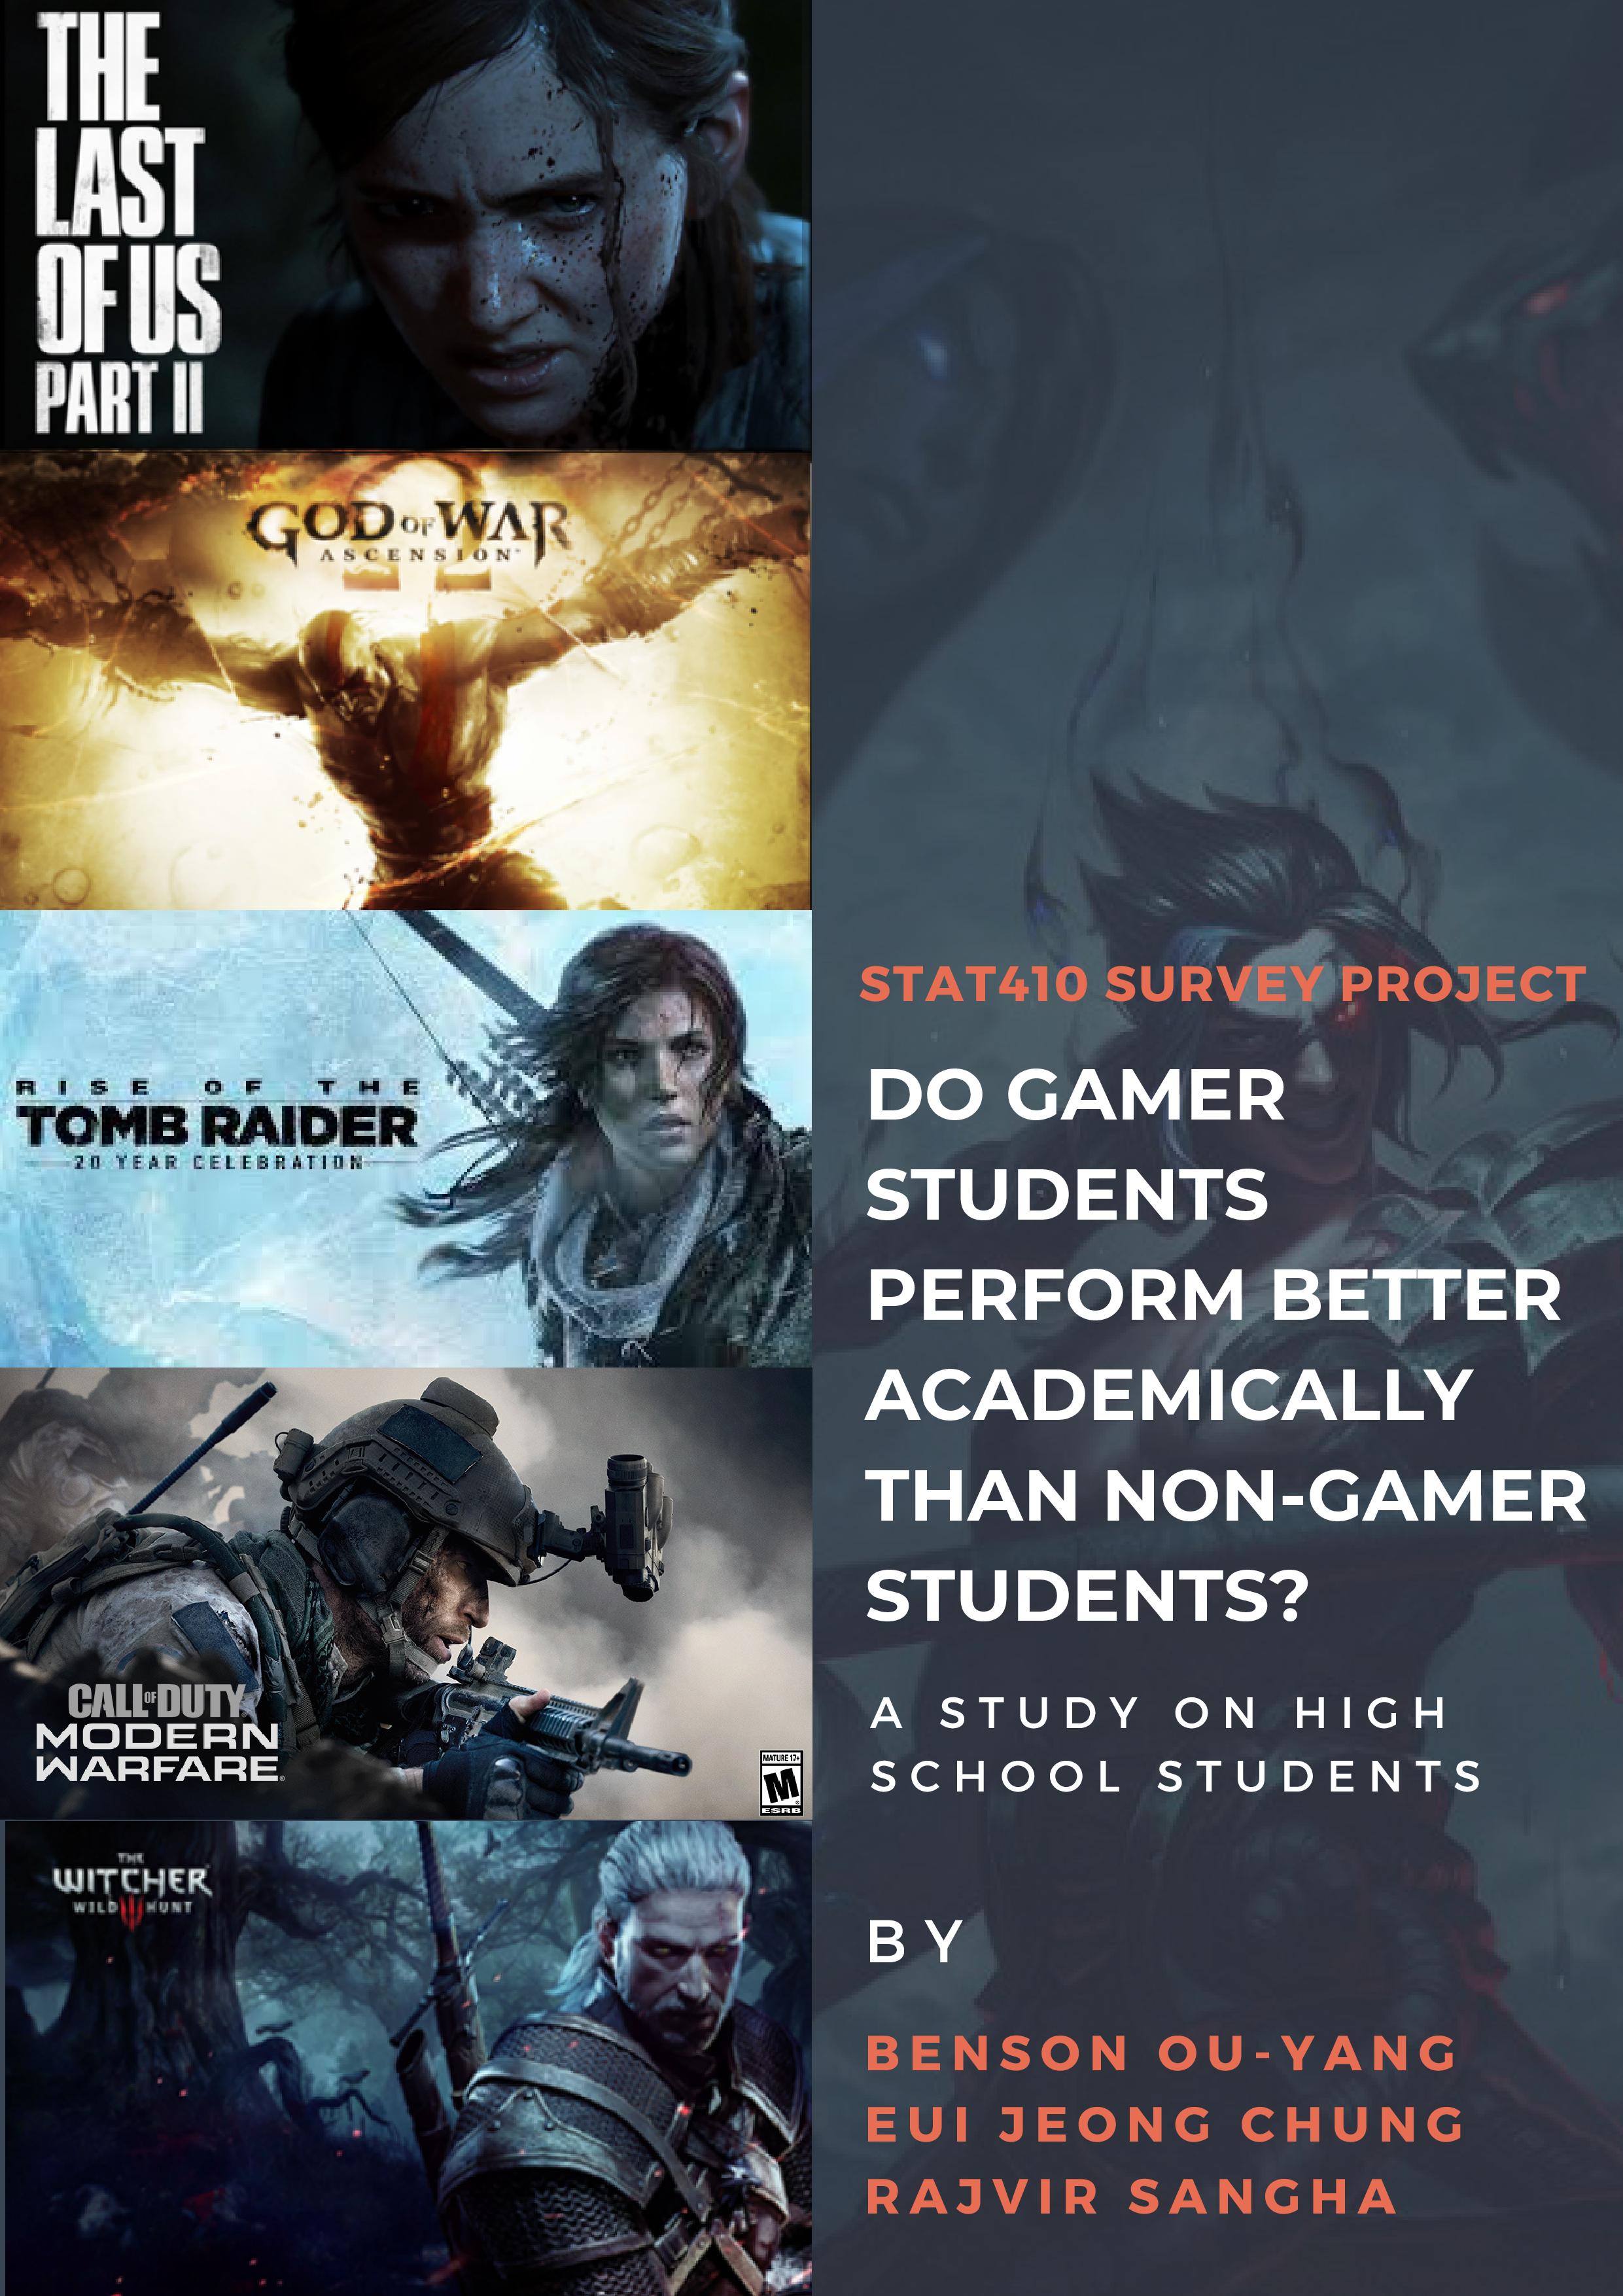 THE
LAST
OF US
PART II
GOD OF WAR
ASCENSION
RISE OF THE
TOMB RAIDER
20 YEAR CELEBRATION
CALL OF DUTY
MODERN
WARFARE
MATURE 17+
M
ESRB
THE
WITCHER
WILD III HUNT
STAT410 SURVEY PROJECT
DO GAMER
STUDENTS
PERFORM BETTER
ACADEMICALLY
THAN NON-GAMER
STUDENTS?
A STUDY ON HIGH
SCHOOL STUDENTS
BY
BENSON OU-YANG
EUI JEONG CHUNG
RAJVIR SANGHA